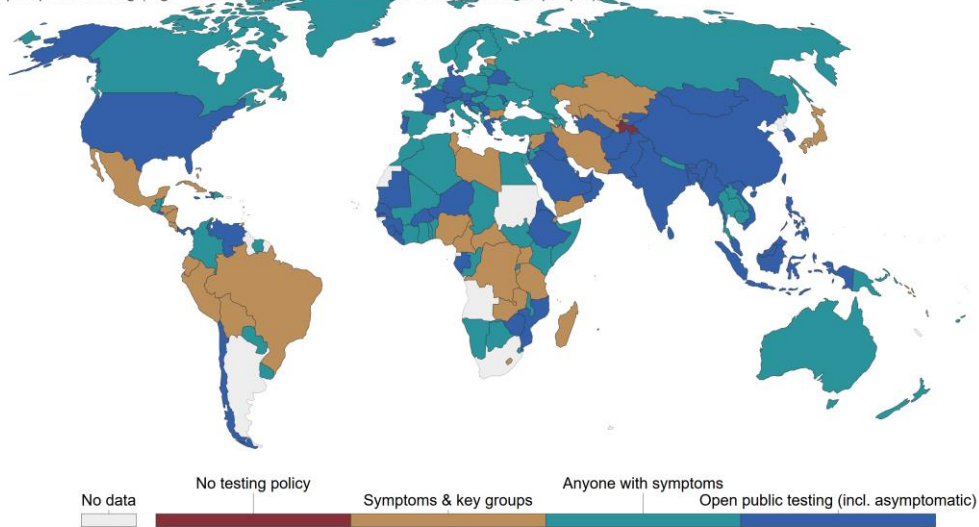 No testing policy
Anyone with symptoms
No data
Symptoms & key groups
Open public testing (incl. asymptomatic)